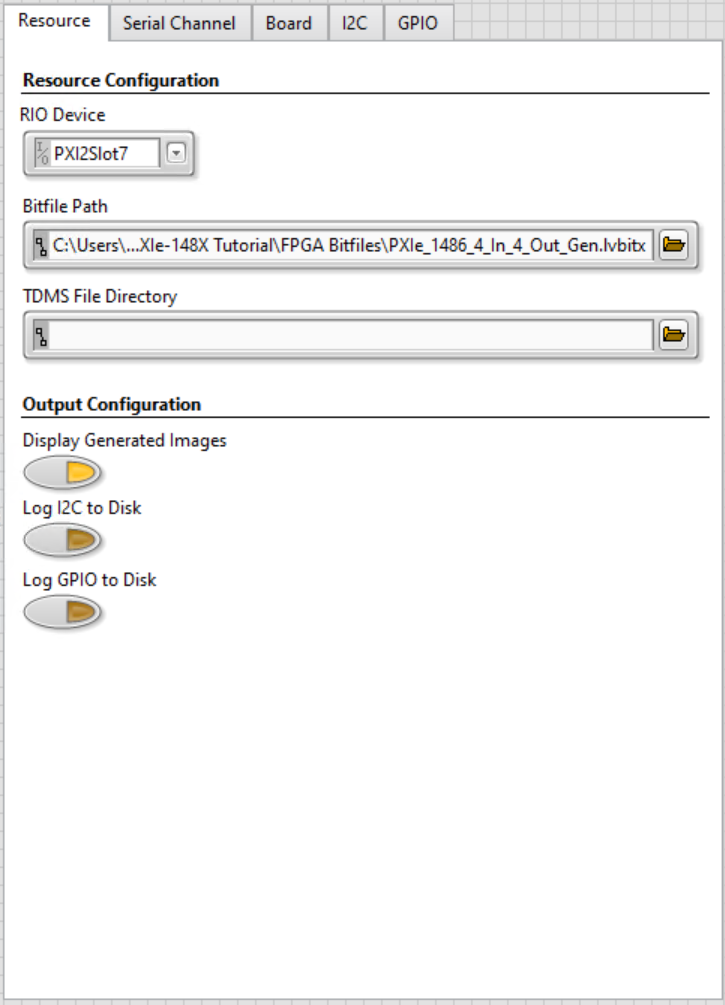 Resource Serial Channel Board I2C GPIO
Resource Configuration
RIO Device
I/O PXI2Slot7
Bitfile Path
C:\Users\...XIe-148X Tutorial\FPGA Bitfiles\PXIe_1486_4_In_4_Out_Gen.lvbitx
TDMS File Directory
Output Configuration
Display Generated Images
Log I2C to Disk
Log GPIO to Disk